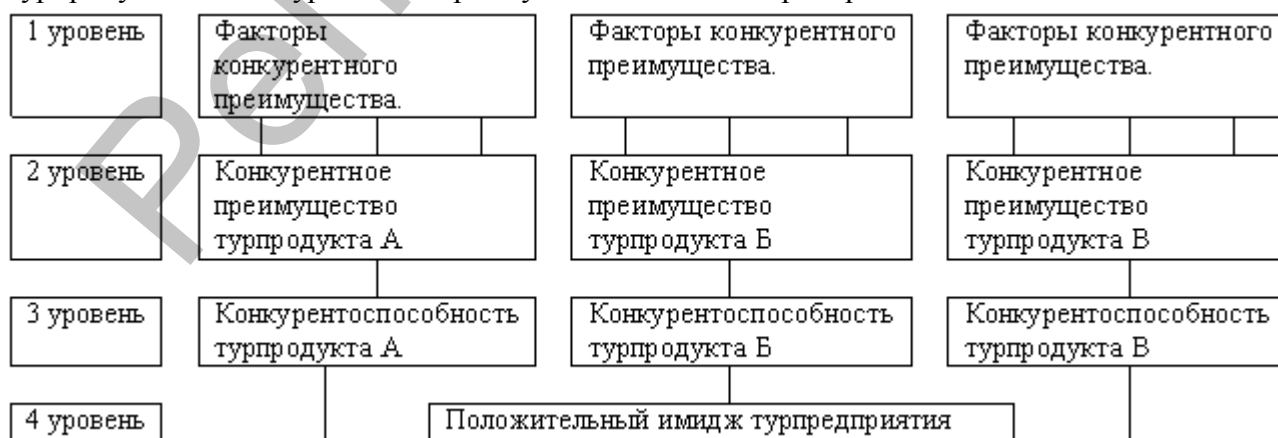 1 уровень
Факторы
конкурентного
преимущества.
Факторы конкурентного
преимущества.
Факторы конкурентного
преимущества.
2 уровень
Конкурентное
преимущество
турпродукта А
Конкурентное
преимущество
турпродукта Б
Конкурентное
преимущество
турпродукта В
3 уровень
Конкурентоспособность
турпродукта А
Конкурентоспособность
турпродукта Б
Конкурентоспособность
турпродукта В
4 уровень
Положительный имидж турпредприятия